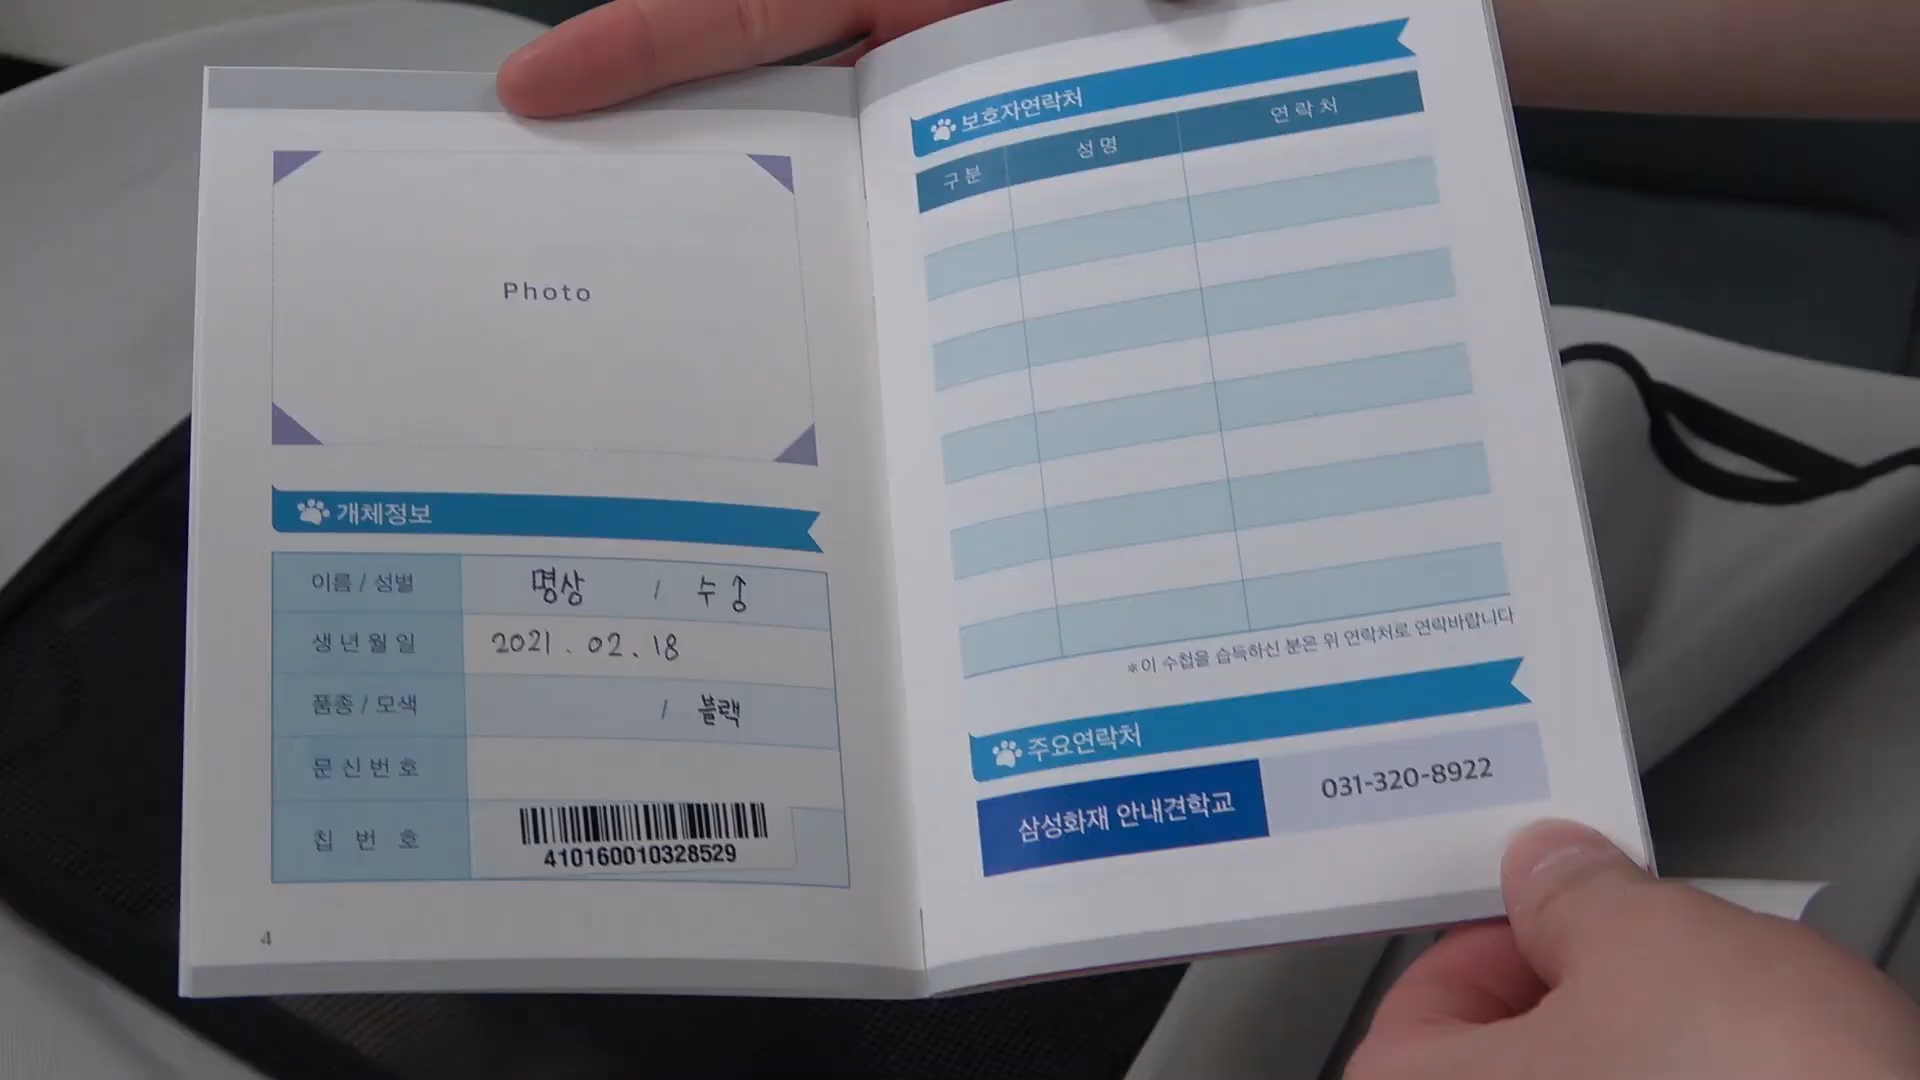 Photo
개체정보
이름 / 성별 명상 / 수 ♂
생년월일 2021.02.18
품종 / 모색 / 블랙
문신번호
칩 번 호 410160010328529
4
보호자연락처
구분 성명 연락처
*이 수첩을 습득하신 분은 위 연락처로 연락바랍니다
주요연락처
삼성화재 안내견학교 031-320-8922